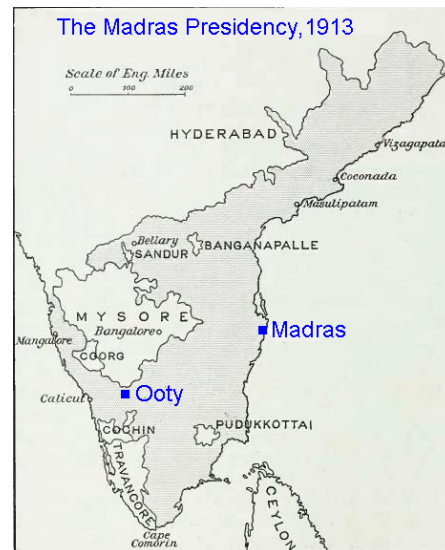 The Madras Presidency,1913
Scale of Eng. Miles
0 100 200
HYDERABAD
Vizagapata
Coconada
Masulipatam
Bellary
SANDUR
BANGANAPALLE
MYSORE
Bangalore
Madras
Mangalore
COORG
Ooty
Calicut
COCHIN
PUDUKKOTTAI
TRAVANCORE
CEYLON
Cape
Comorin